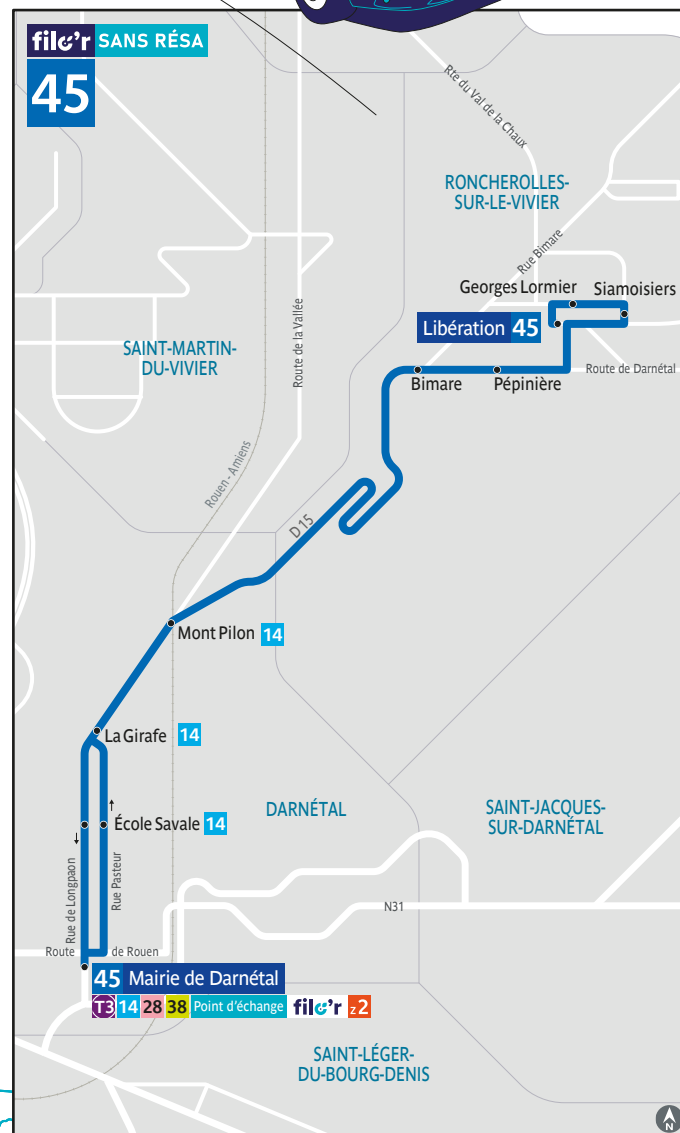 filo'r SANS RÉSA
45
Rte du Val de la Chaux
RONCHEROLLES-
SUR-LE-VIVIER
Rue Bimare
Georges Lormier
Siamoisiers
Libération 45
Route de la Vallée
SAINT-MARTIN-
DU-VIVIER
Bimare
Pépinière
Route de Darnétal
Rouen - Amiens
D 15
Mont Pilon 14
La Girafe 14
DARNÉTAL
SAINT-JACQUES-
SUR-DARNÉTAL
École Savale 14
Rue de Longpaon
Rue Pasteur
N31
Route de Rouen
45 Mairie de Darnétal
T3 14 28 38 Point d'échange filo'r z2
SAINT-LÉGER-
DU-BOURG-DENIS
N